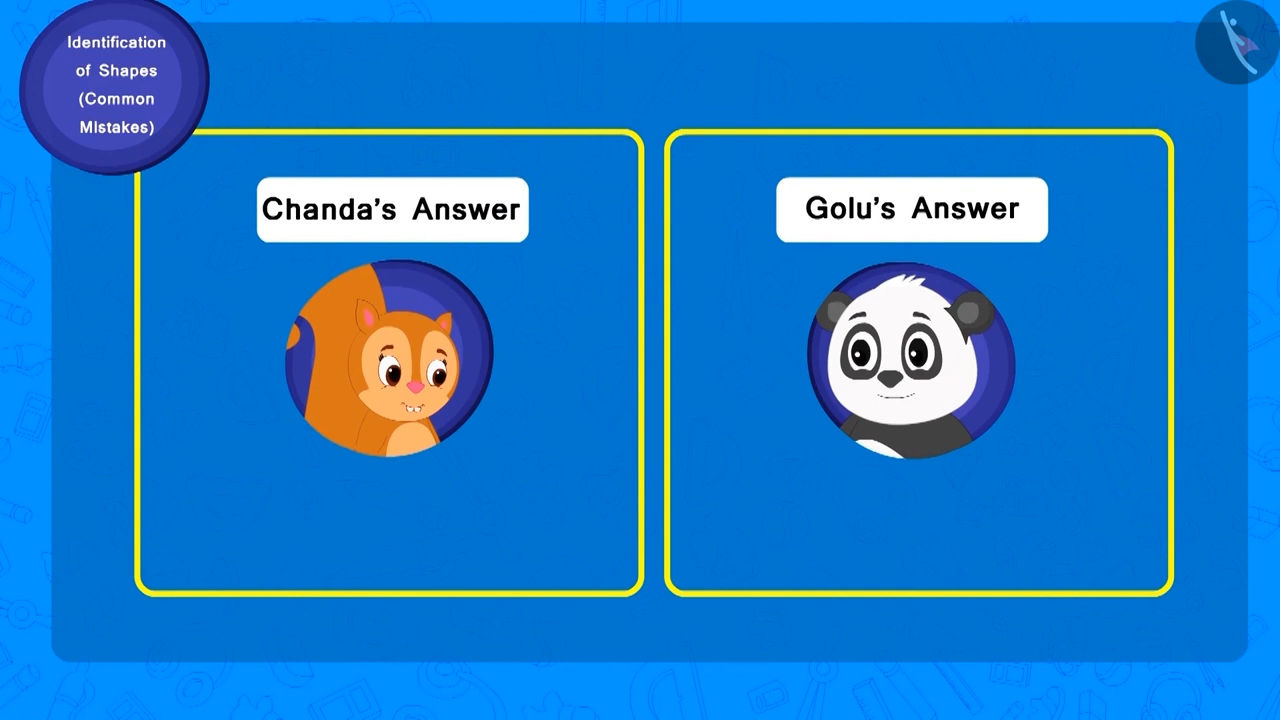 Identification
of Shapes
(Common
MIstakes)
Chanda's Answer
Golu's Answer